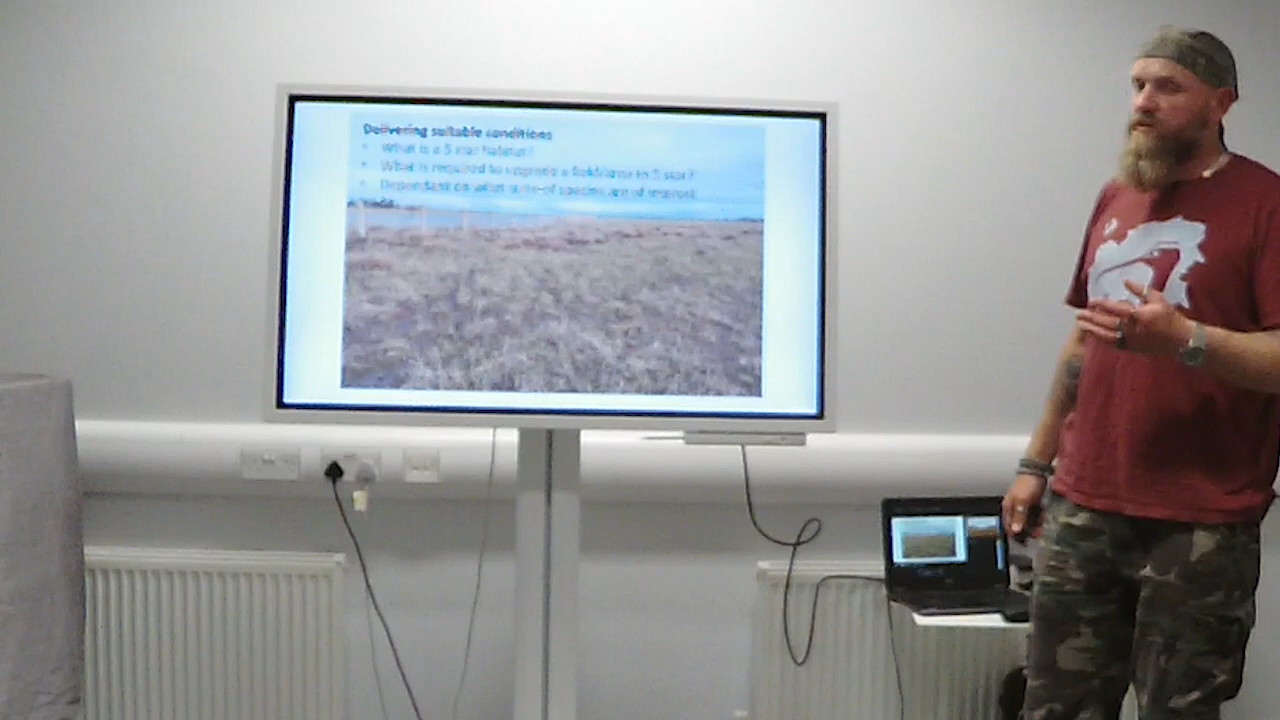 Delivering suitable conditions
• What is a 5 star habitat?
• What is required to upgrade a field/area to 5 star?
• Dependant on what suite of species are of interest